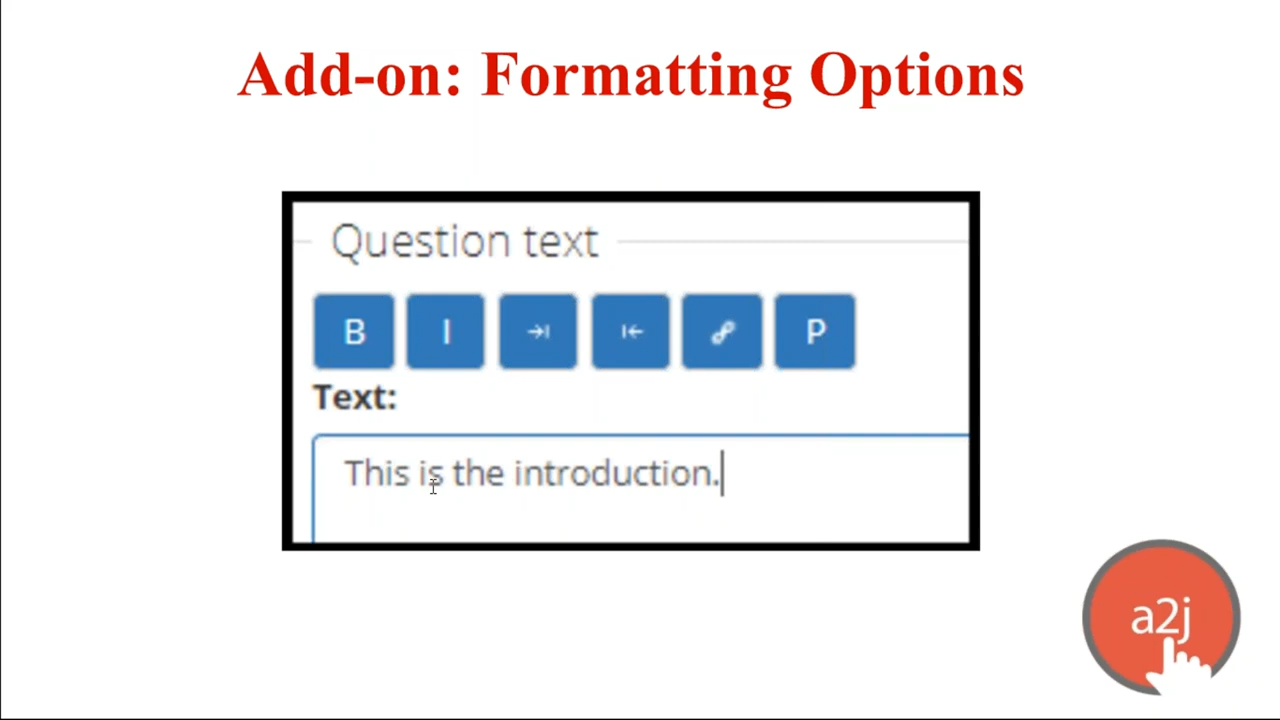 Add-on: Formatting Options
Question text
B I P
Text:
This is the introduction.
a2j